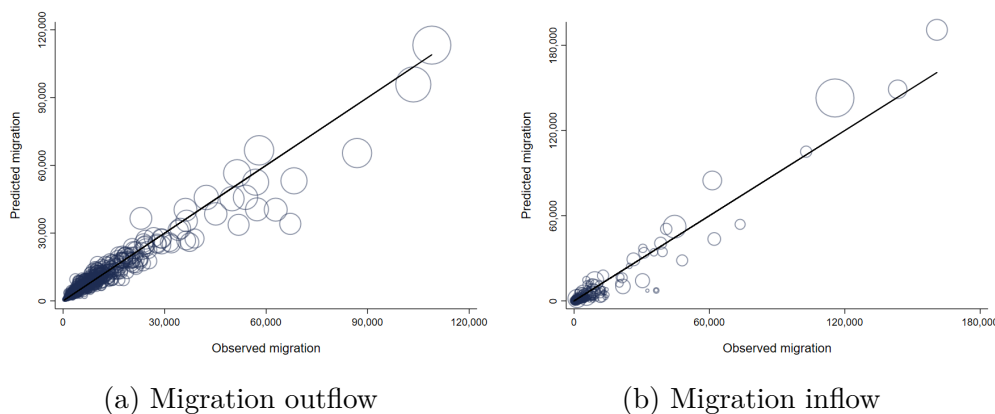 Predicted migration
120,000
90,000
60,000
30,000
0
0 30,000 60,000 90,000 120,000
Observed migration
(a) Migration outflow
Predicted migration
180,000
120,000
60,000
0
0 60,000 120,000 180,000
Observed migration
(b) Migration inflow